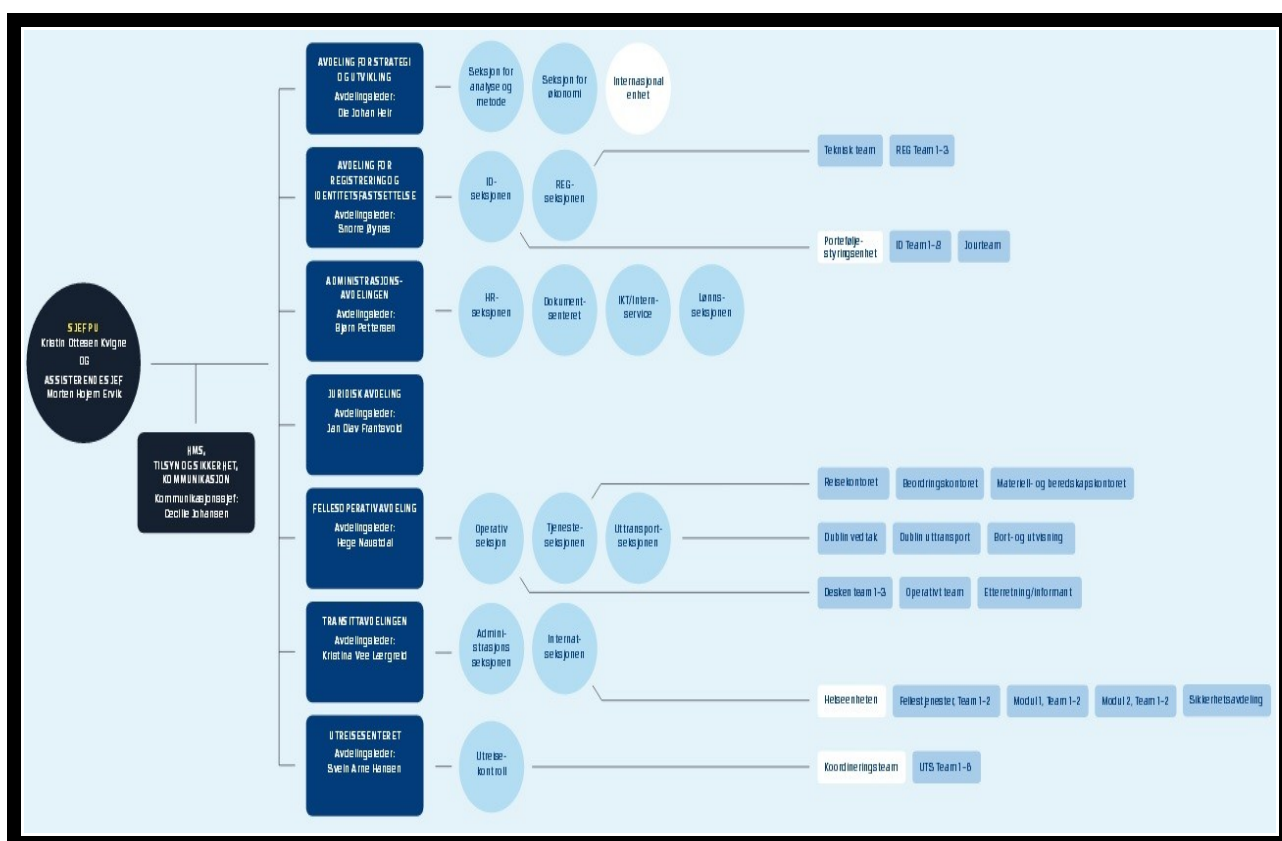 SJEF PU
Kristin Ottesen Kvigne
OG
ASSISTERENDE SJEF
Morten Hojem Ervik
HMS,
TILSYN OG SIKKERHET,
KOMMUNIKASJON
Kommunikasjonssjef:
Cecilie Johansen
AVDELING FOR STRATEGI
OG UTVIKLING
Avdelingsleder:
Ole Johan Heir
Seksjon for
analyse og
metode
Seksjon for
økonomi
Internasjonal
enhet
AVDELING FOR
REGISTRERING OG
IDENTITETSFASTSETTELSE
Avdelingsleder:
Snorre Øynes
ID-
seksjonen
REG-
seksjonen
Teknisk team
REG Team 1-3
Portefølje-
styringsenhet
ID Team 1-8
Jourteam
ADMINISTRASJONS-
AVDELINGEN
Avdelingsleder:
Bjørn Pettersen
HR-
seksjonen
Dokument-
senteret
IKT/Intern-
service
Lønns-
seksjonen
JURIDISK AVDELING
Avdelingsleder:
Jan Olav Frantsvold
FELLESOPERATIV AVDELING
Avdelingsleder:
Hege Naustdal
Operativ
seksjon
Tjeneste-
seksjonen
Uttransport-
seksjonen
Reisekontoret
Beordringskontoret
Materiell- og beredskapskontoret
Dublin vedtak
Dublin uttransport
Bort- og utvisning
Desken team 1-3
Operativt team
Etterretning/informant
TRANSITTAVDELINGEN
Avdelingsleder:
Kristina Vee Lærgreid
Admini-
strasjons
seksjonen
Internat-
seksjonen
Helseenheten
Fellestjenester, Team 1-2
Modul 1, Team 1-2
Modul 2, Team 1-2
Sikkerhetsavdeling
UTREISESENTERET
Avdelingsleder:
Svein Arne Hansen
Utreise-
kontroll
Koordineringsteam
UTS Team 1-6